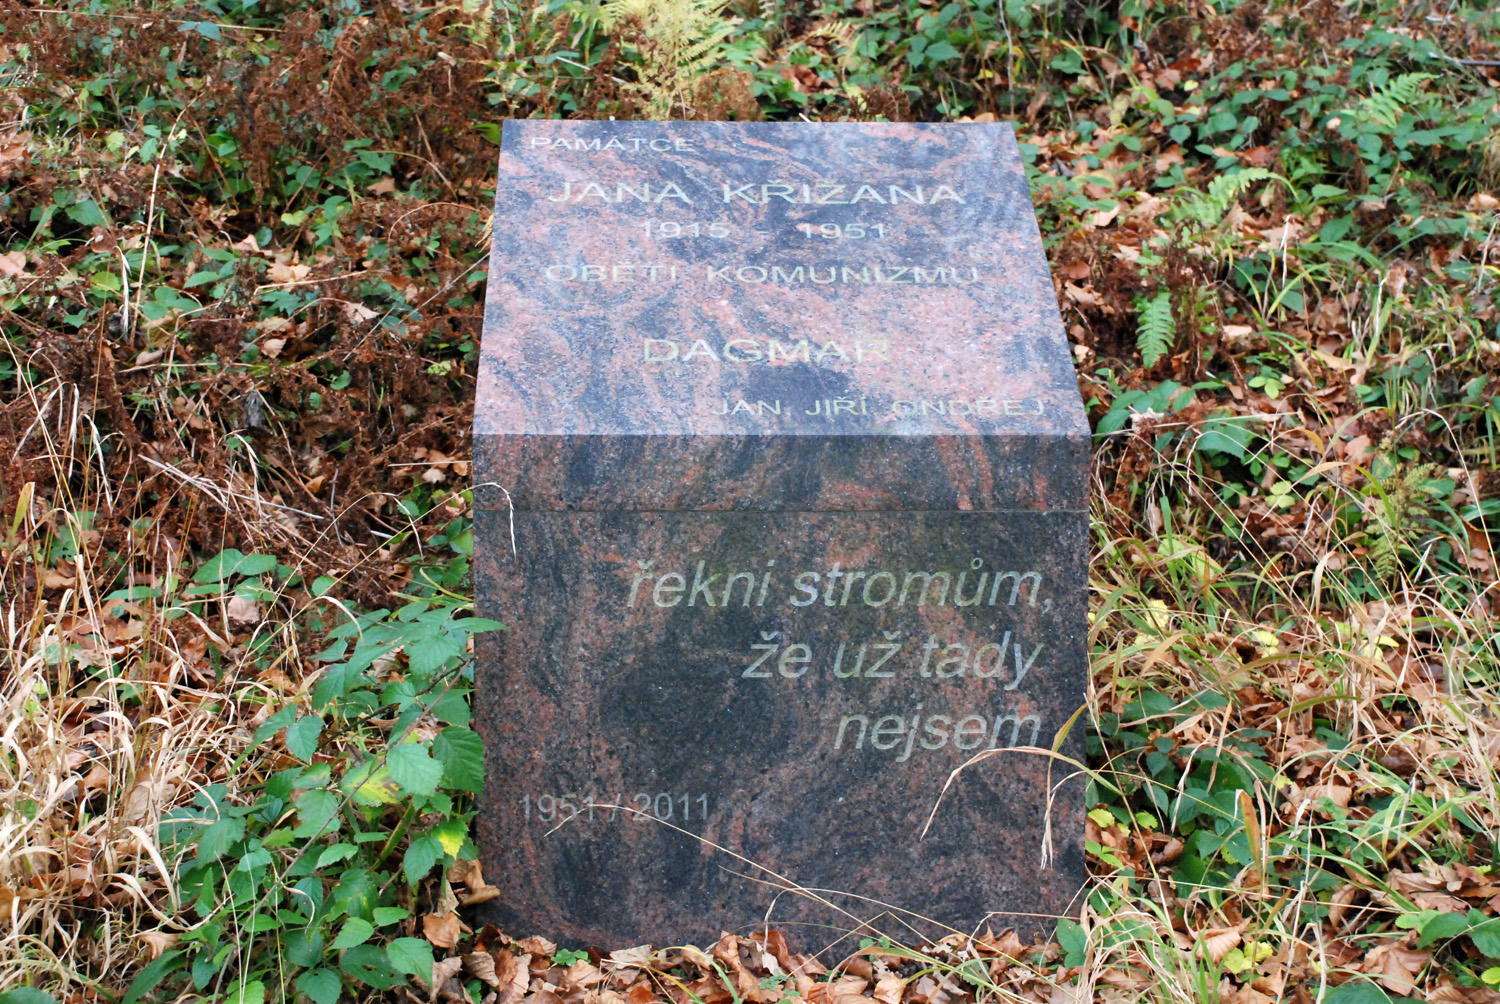 PAMÁTCE
JANA KŘIŽANA
1915 - 1951
OBĚTI KOMUNIZMU
DAGMAR
JAN JIŘÍ ONDŘEJ
řekni stromům,
že už tady
nejsem
1951 / 2011